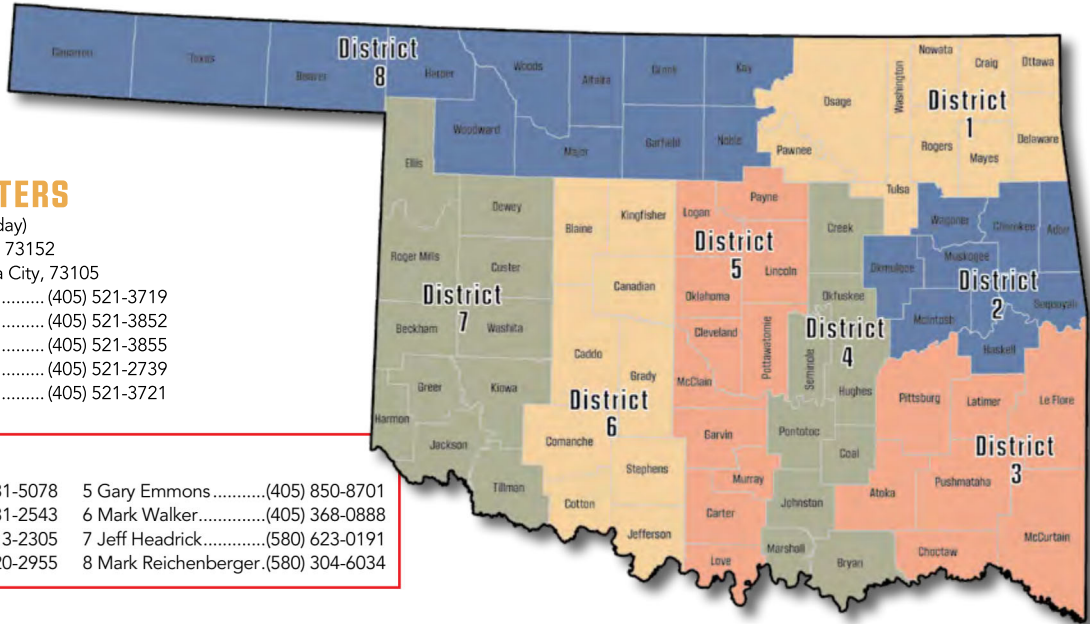 TERS
day)
73152
a City, 73105
.......... (405) 521-3719
.......... (405) 521-3852
.......... (405) 521-3855
.......... (405) 521-2739
.......... (405) 521-3721
31-5078 5 Gary Emmons...........(405) 850-8701
31-2543 6 Mark Walker.............(405) 368-0888
3-2305 7 Jeff Headrick............(580) 623-0191
20-2955 8 Mark Reichenberger.(580) 304-6034
District
8
Cimarron
Texas
Beaver
Harper
Woods
Alfalfa
Grant
Kay
Woodward
Major
Garfield
Noble
District
1
Osage
Washington
Nowata
Craig
Ottawa
Pawnee
Rogers
Mayes
Delaware
Tulsa
District
7
Ellis
Dewey
Roger Mills
Custer
Beckham
Washita
Greer
Kiowa
Harmon
Jackson
Tillman
District
6
Blaine
Kingfisher
Canadian
Caddo
Grady
Comanche
Stephens
Cotton
Jefferson
District
5
Logan
Payne
Lincoln
Oklahoma
Cleveland
Pottawatomie
McClain
Garvin
Murray
Carter
Love
District
4
Creek
Okfuskee
Seminole
Hughes
Pontotoc
Coal
Johnston
Marshall
Bryan
District
2
Wagoner
Cherokee
Adair
Okmulgee
Muskogee
McIntosh
Sequoyah
Haskell
District
3
Pittsburg
Latimer
Le Flore
Atoka
Pushmataha
Choctaw
McCurtain